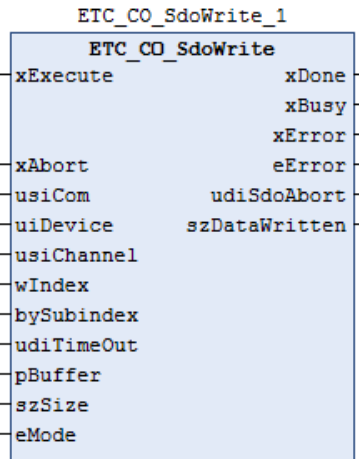 ETC_CO_SdoWrite_1
ETC_CO_SdoWrite
xExecute xDone
xBusy
xError
xAbort eError
usiCom udiSdoAbort
uiDevice szDataWritten
usiChannel
wIndex
bySubindex
udiTimeOut
pBuffer
szSize
eMode